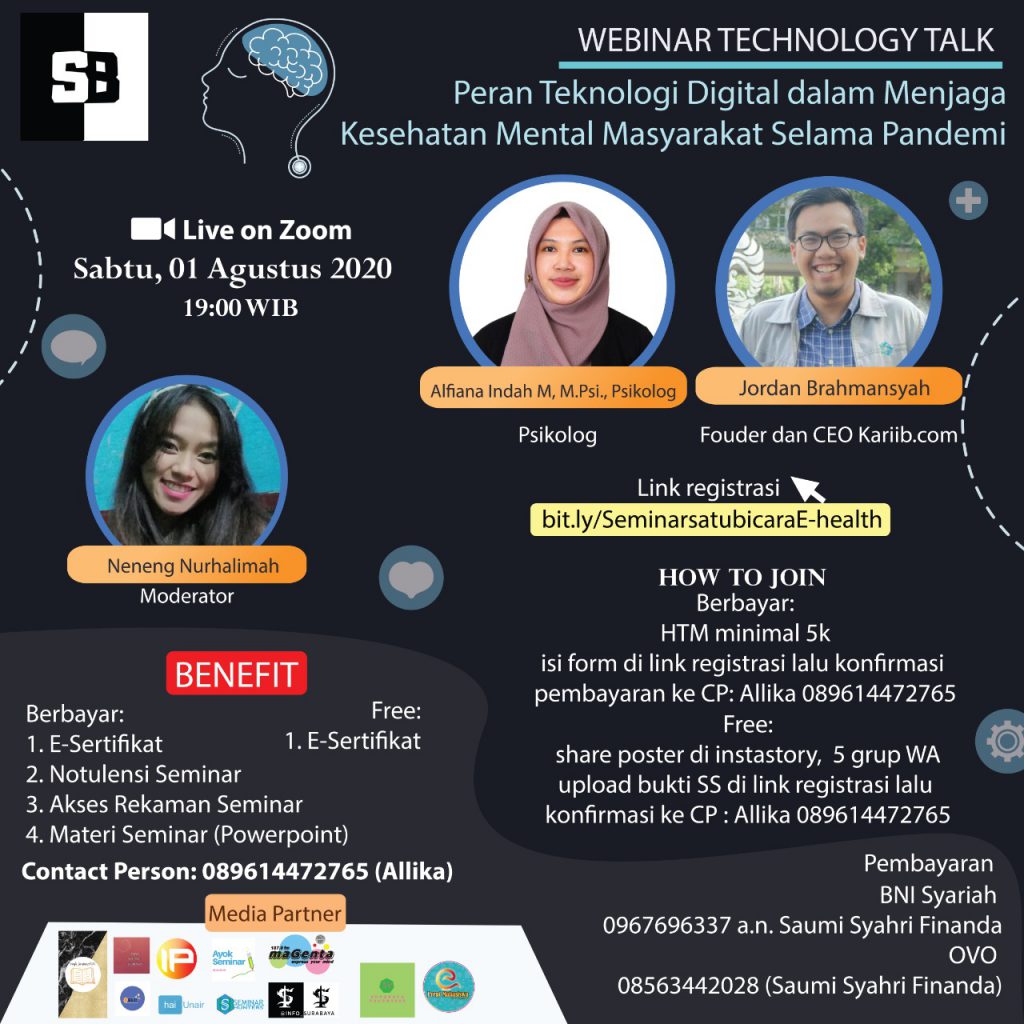 SB
WEBINAR TECHNOLOGY TALK
Peran Teknologi Digital dalam Menjaga
Kesehatan Mental Masyarakat Selama Pandemi
Live on Zoom
Sabtu, 01 Agustus 2020
19:00 WIB
Alfiana Indah M, M.Psi., Psikolog
Psikolog
Jordan Brahmansyah
Fouder dan CEO Kariib.com
Neneng Nurhalimah
Moderator
Link registrasi
bit.ly/SeminarsatubicaraE-health
HOW TO JOIN
Berbayar:
HTM minimal 5k
isi form di link registrasi lalu konfirmasi
pembayaran ke CP: Allika 089614472765
Free:
share poster di instastory, 5 grup WA
upload bukti SS di link registrasi lalu
konfirmasi ke CP : Allika 089614472765
BENEFIT
Berbayar:
1. E-Sertifikat
2. Notulensi Seminar
3. Akses Rekaman Seminar
4. Materi Seminar (Powerpoint)
Free:
1. E-Sertifikat
Contact Person: 089614472765 (Allika)
Pembayaran
BNI Syariah
0967696337 a.n. Saumi Syahri Finanda
OVO
08563442028 (Saumi Syahri Finanda)
Media Partner
IP
Ayok
Seminar
maGenta
hai Unair
SEMINAR
HUNTERS
@INFO_SURABAYA